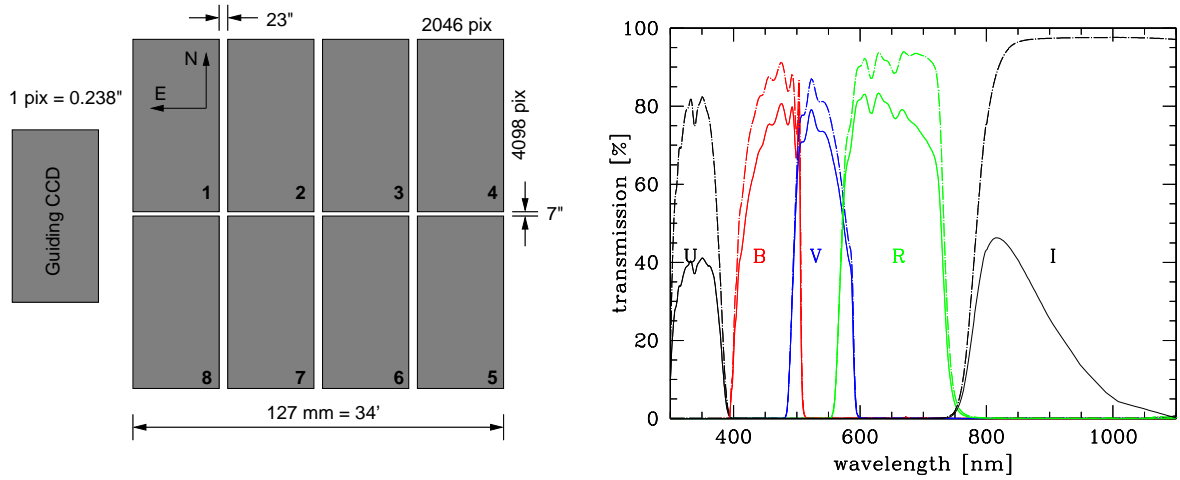 23"
2046 pix
N
E
1 pix = 0.238"
4098 pix
Guiding CCD
1
2
3
4
7"
8
7
6
5
127 mm = 34'
100
80
60
40
20
0
transmission [%]
U
B
V
R
I
400
600
800
1000
wavelength [nm]